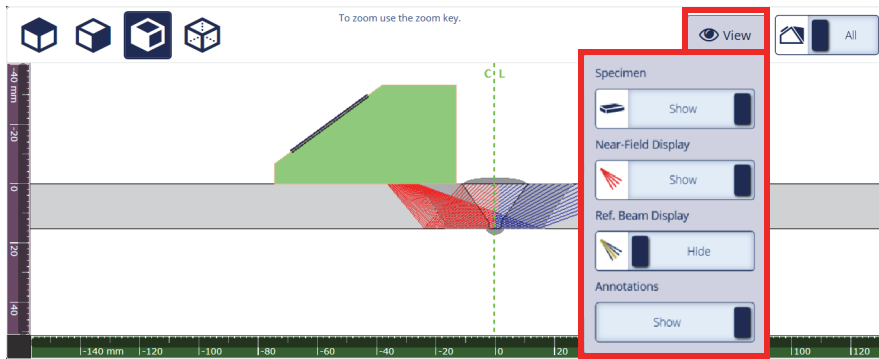 To zoom use the zoom key.
View
All
Specimen
Show
Near-Field Display
Show
Ref. Beam Display
Hide
Annotations
Show
C L
-40 mm
-20
0
20
40
-140 mm -120 -100 -80 -60 -40 -20 0 20 100 120